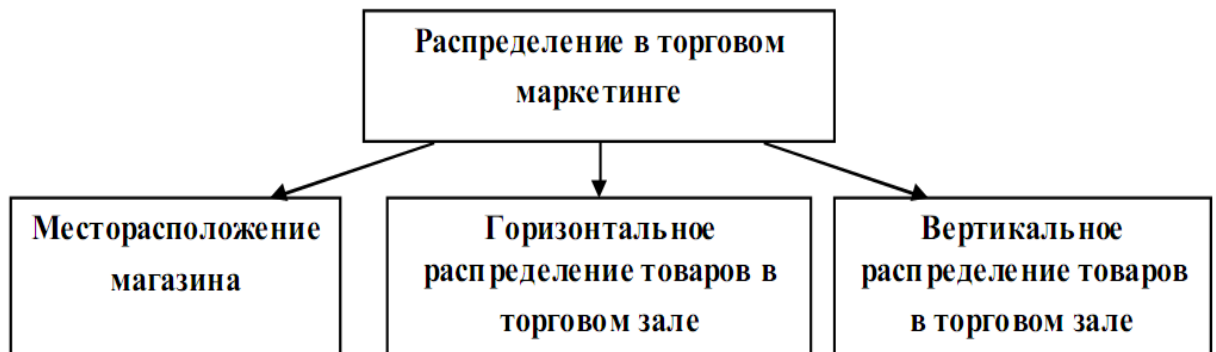 Распределение в торговом
маркетинге
Месторасположение
магазина
Горизонтальное
распределение товаров в
торговом зале
Вертикальное
распределение товаров
в торговом зале